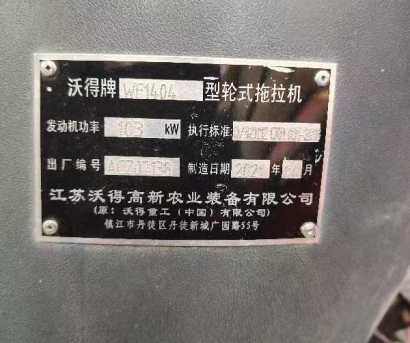 沃得牌 WF1404 型轮式拖拉机
发动机功率 103 kW 执行标准
出厂编号 制造日期 年 月
江苏沃得高新农业装备有限公司
(原：沃得重工（中国）有限公司)
镇江市丹徒区丹徒新城广园路55号